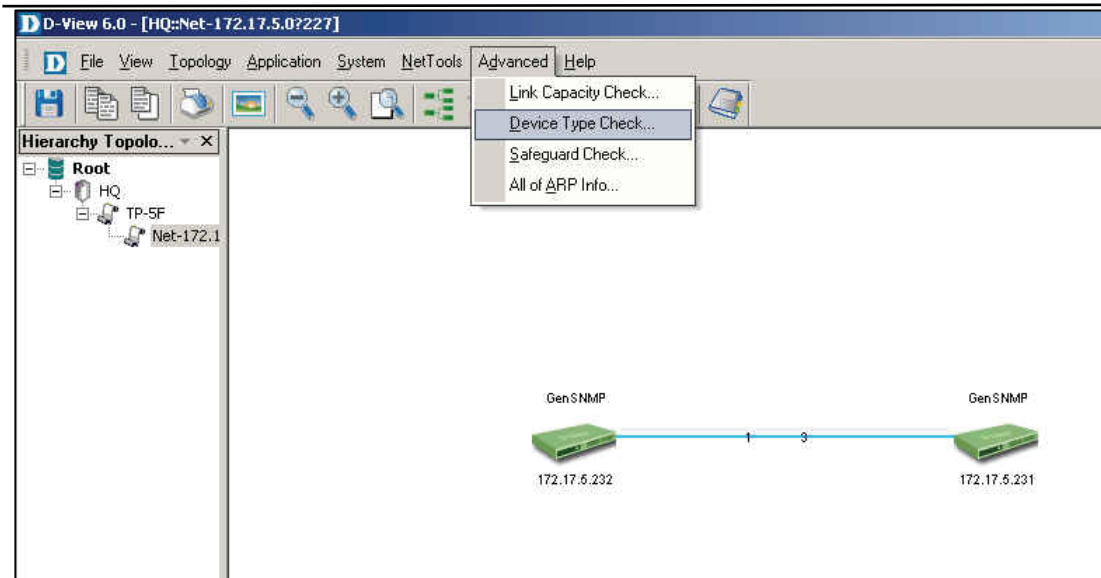 D-View 6.0 - [HQ::Net-172.17.5.0?227]
File View Topology Application System NetTools Advanced Help
Link Capacity Check...
Device Type Check...
Safeguard Check...
All of ARP Info...
Hierarchy Topolo...
Root
HQ
TP-5F
Net-172.1
GenSNMP
GenSNMP
1 3
172.17.5.232
172.17.5.231